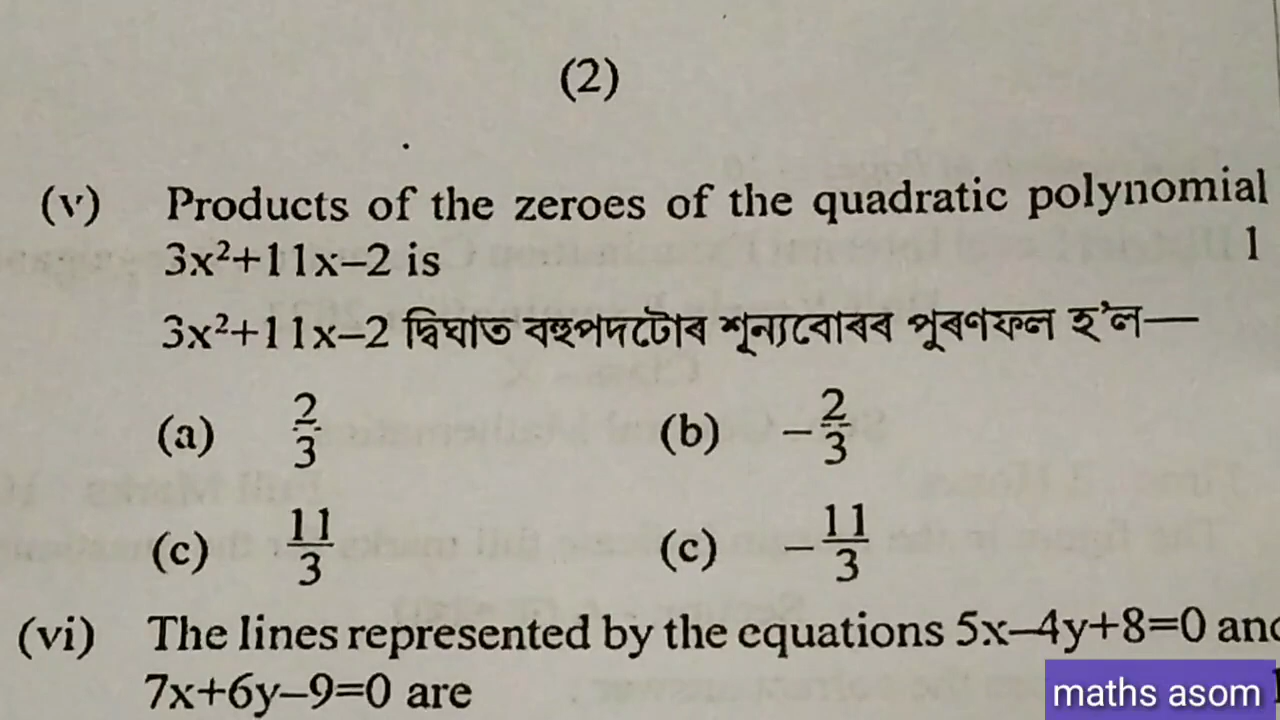 (2)
(v) Products of the zeroes of the quadratic polynomial
3x²+11x–2 is 1
3x²+11x–2 দ্বিঘাত বহুপদটোৰ শূন্যবোৰৰ পূৰণফল হ'ল—
(a) 2/3 (b) –2/3
(c) 11/3 (c) –11/3
(vi) The lines represented by the equations 5x–4y+8=0 and
7x+6y–9=0 are
maths asom